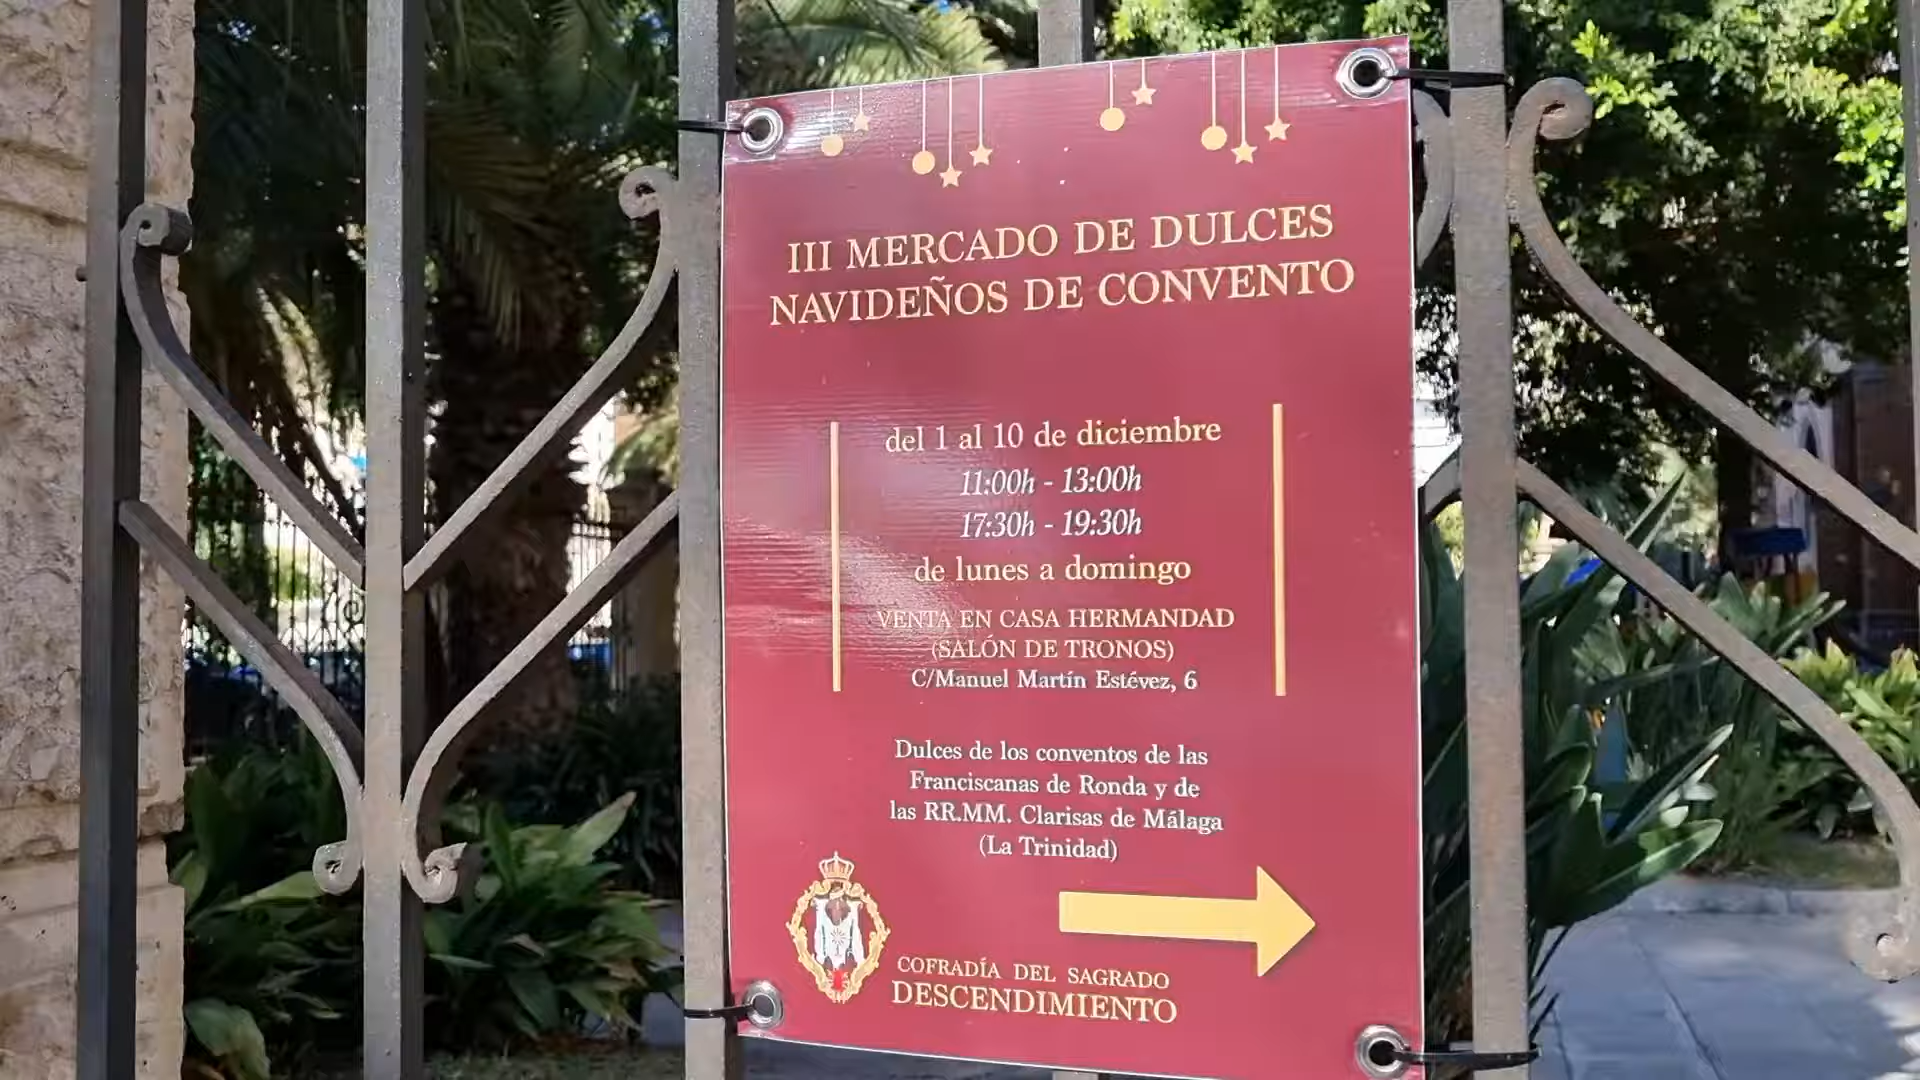 III MERCADO DE DULCES
NAVIDEÑOS DE CONVENTO
del 1 al 10 de diciembre
11:00h - 13:00h
17:30h - 19:30h
de lunes a domingo
VENTA EN CASA HERMANDAD
(SALÓN DE TRONOS)
C/Manuel Martín Estévez, 6
Dulces de los conventos de las
Franciscanas de Ronda y de
las RR.MM. Clarisas de Málaga
(La Trinidad)
COFRADÍA DEL SAGRADO
DESCENDIMIENTO